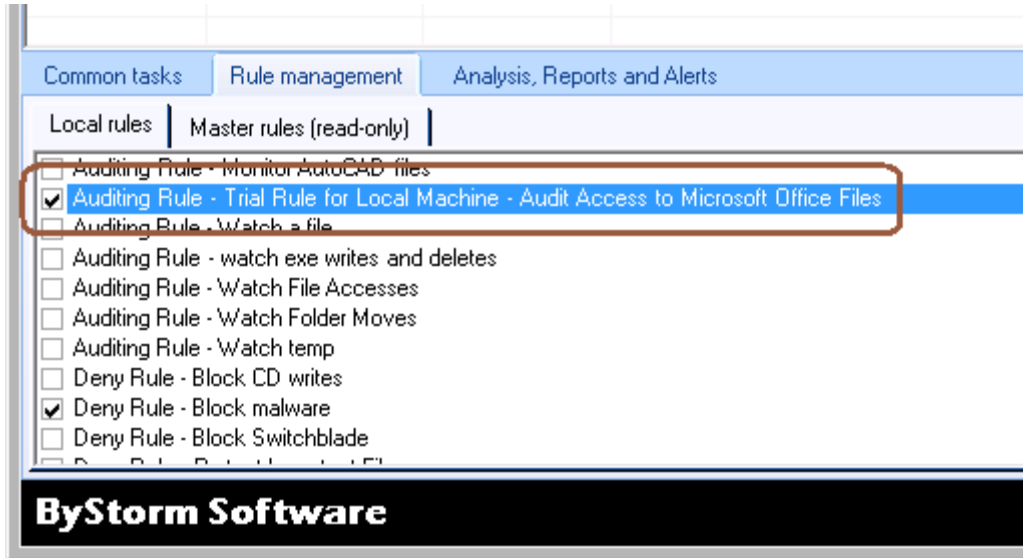 Common tasks Rule management Analysis, Reports and Alerts
Local rules Master rules (read-only)
Auditing Rule - Monitor AutoCAD files
Auditing Rule - Trial Rule for Local Machine - Audit Access to Microsoft Office Files
Auditing Rule - Watch a file
Auditing Rule - watch exe writes and deletes
Auditing Rule - Watch File Accesses
Auditing Rule - Watch Folder Moves
Auditing Rule - Watch temp
Deny Rule - Block CD writes
Deny Rule - Block malware
Deny Rule - Block Switchblade
ByStorm Software